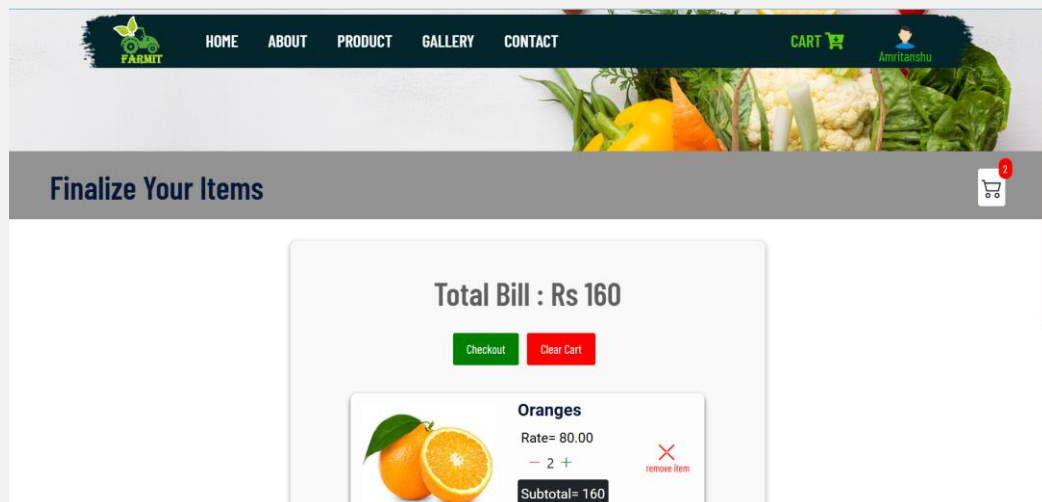 FARMIT
HOME ABOUT PRODUCT GALLERY CONTACT CART
Amritanshu
Finalize Your Items
2
Total Bill : Rs 160
Checkout Clear Cart
Oranges
Rate= 80.00
− 2 +
remove item
Subtotal= 160